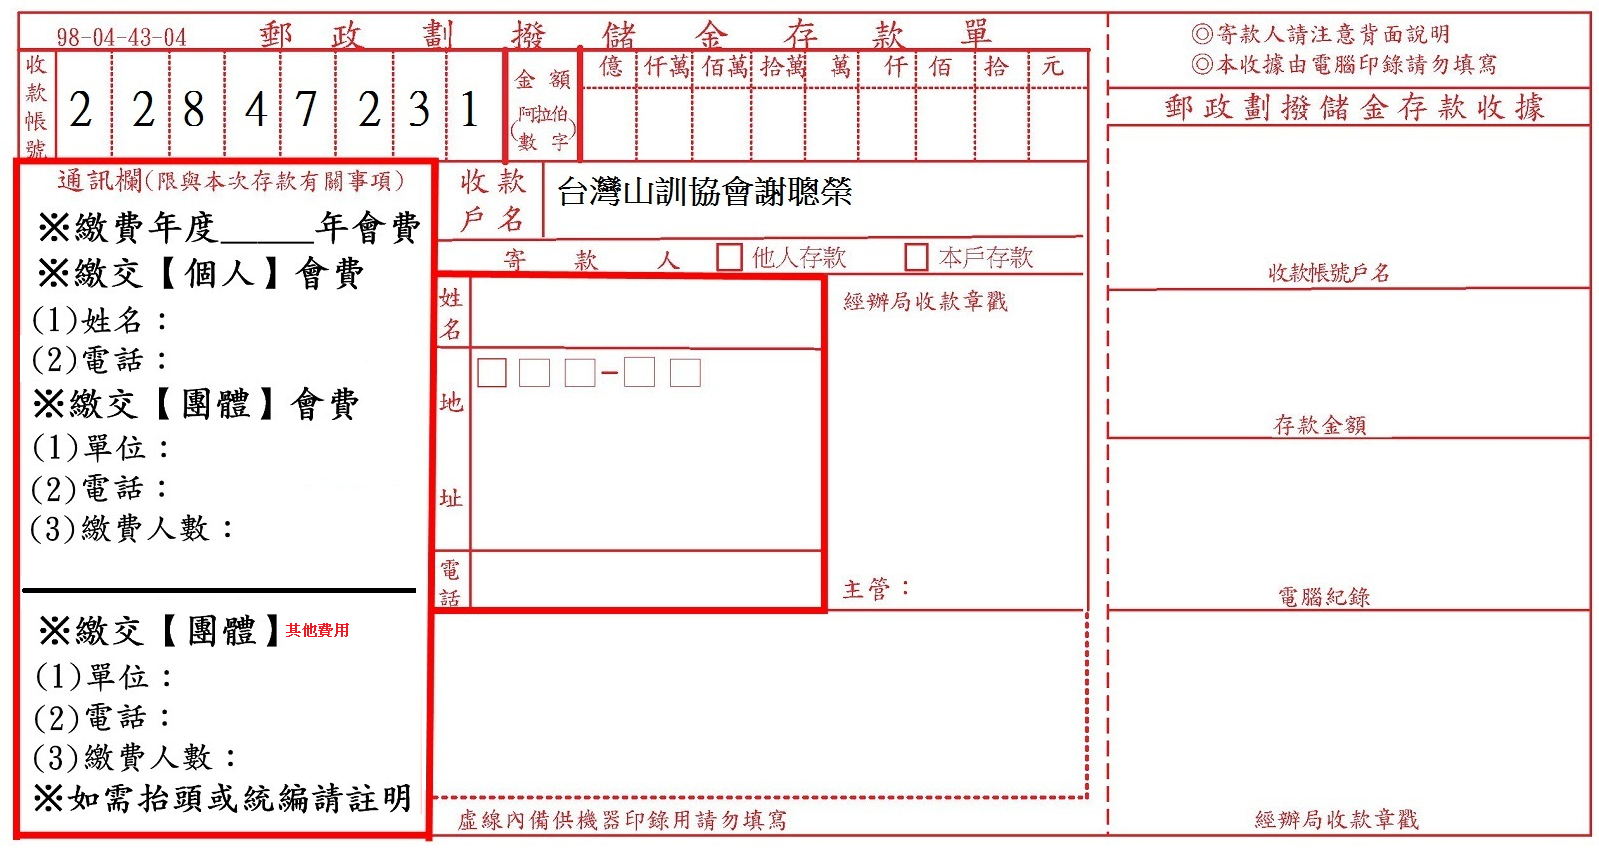 98-04-43-04 郵政劃撥儲金存款單
收款帳號 2 2 8 4 7 2 3 1
金額 阿拉伯(數字)
億 仟萬 佰萬 拾萬 萬 仟 佰 拾 元
通訊欄(限與本次存款有關事項)
※繳費年度_____年會費
※繳交【個人】會費
(1)姓名：
(2)電話：
※繳交【團體】會費
(1)單位：
(2)電話：
(3)繳費人數：
※繳交【團體】其他費用
(1)單位：
(2)電話：
(3)繳費人數：
※如需抬頭或統編請註明
收款戶名 台灣山訓協會謝聰榮
寄款人 □他人存款 □本戶存款
姓名
地址 □□□-□□
電話
經辦局收款章戳
主管：
虛線內備供機器印錄用請勿填寫
◎寄款人請注意背面說明
◎本收據由電腦印錄請勿填寫
郵政劃撥儲金存款收據
收款帳號戶名
存款金額
電腦紀錄
經辦局收款章戳